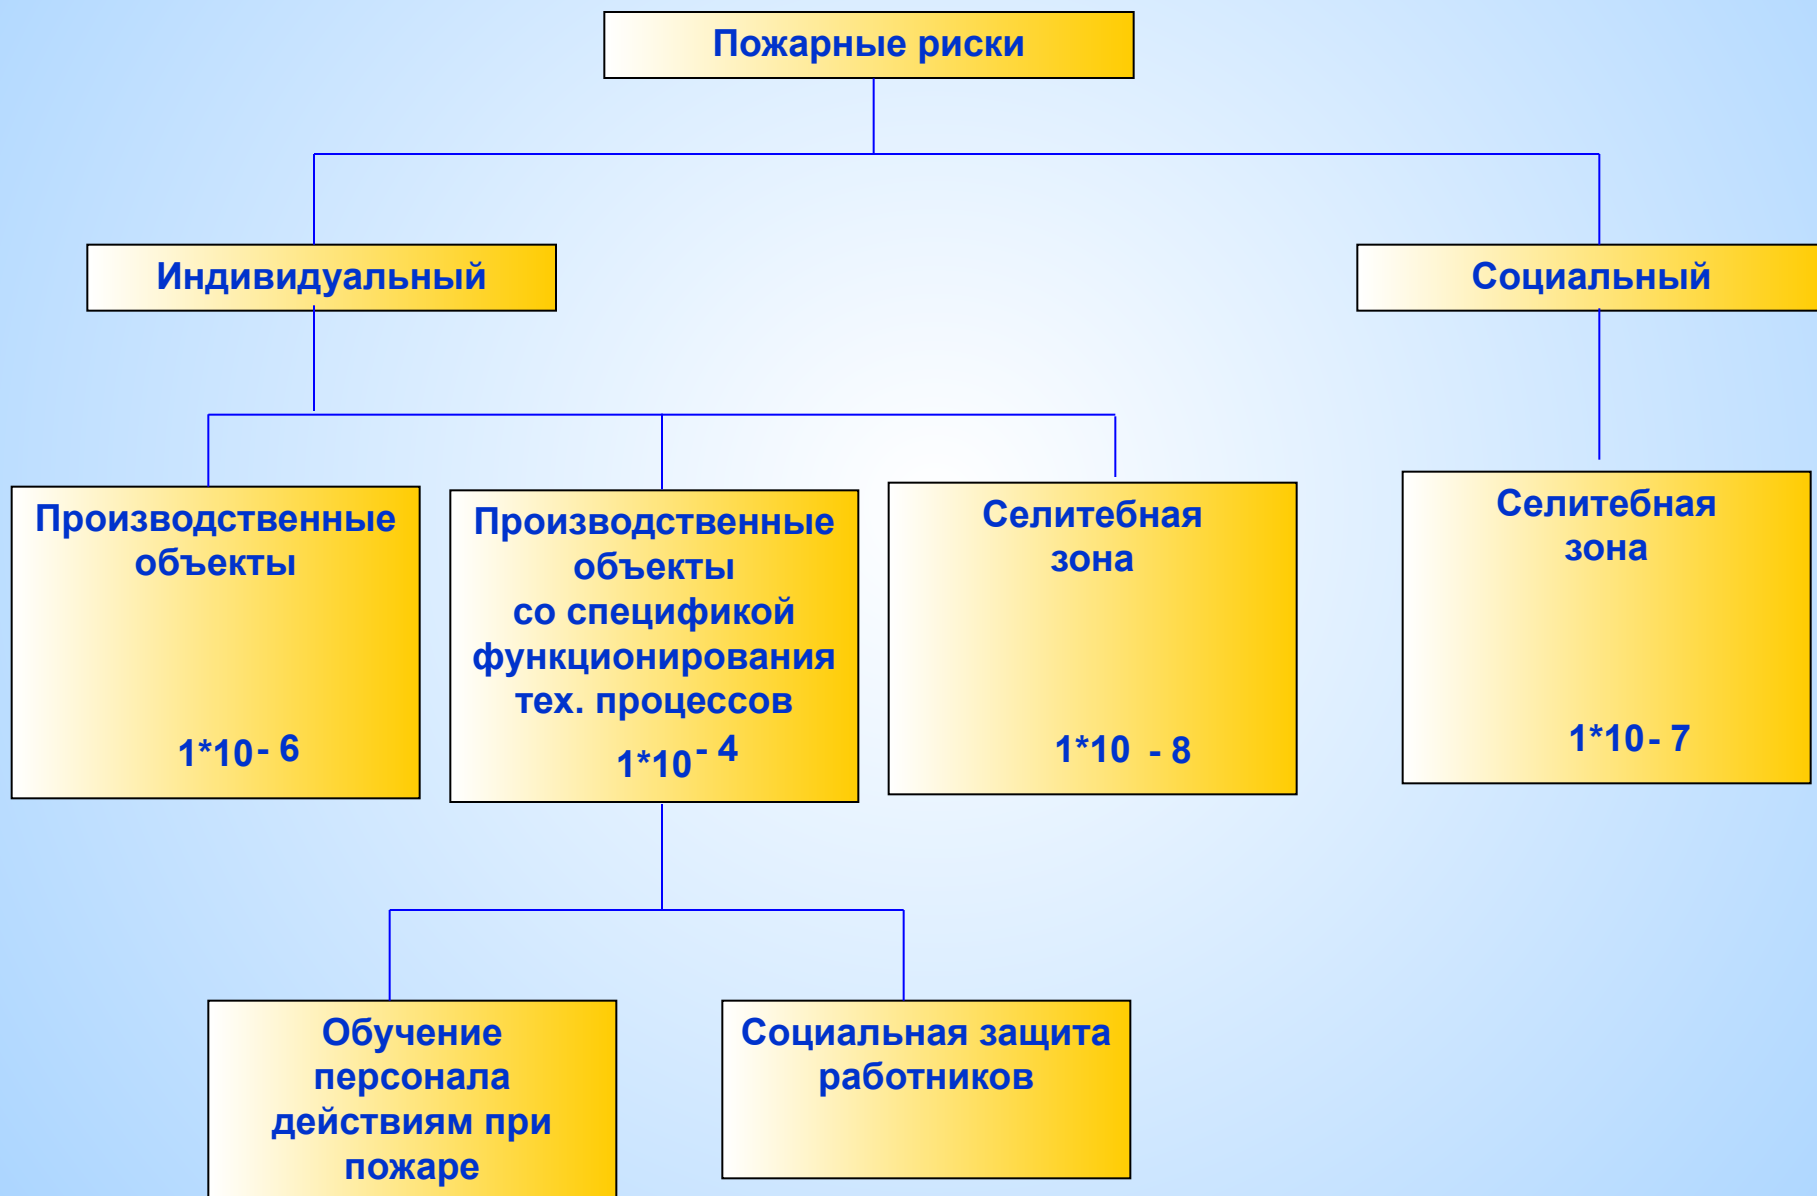 Пожарные риски
Индивидуальный
Социальный
Производственные
объекты
1*10 - 6
Производственные
объекты
со спецификой
функционирования
тех. процессов
1*10 - 4
Селитебная
зона
1*10 - 8
Селитебная
зона
1*10 - 7
Обучение
персонала
действиям при
пожаре
Социальная защита
работников